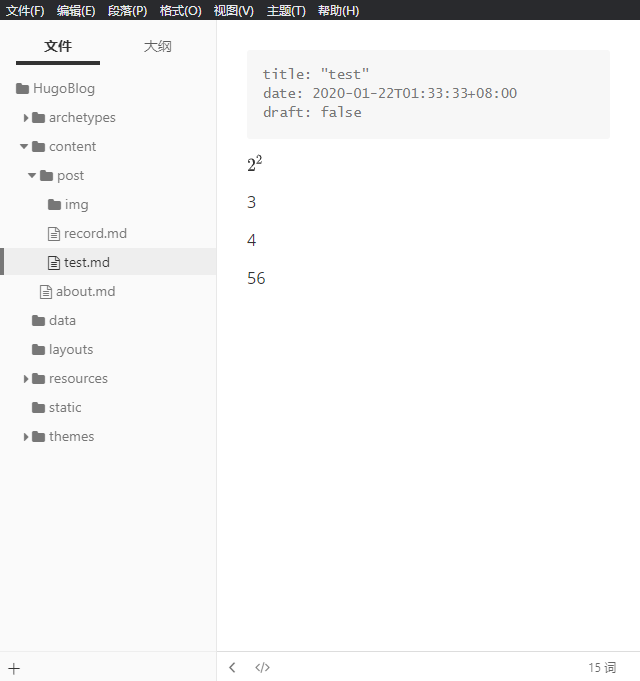 文件(F) 编辑(E) 段落(P) 格式(O) 视图(V) 主题(T) 帮助(H)
文件 大纲
HugoBlog
archetypes
content
post
img
record.md
test.md
about.md
data
layouts
resources
static
themes
title: "test"
date: 2020-01-22T01:33:33+08:00
draft: false
2²
3
4
56
15 词